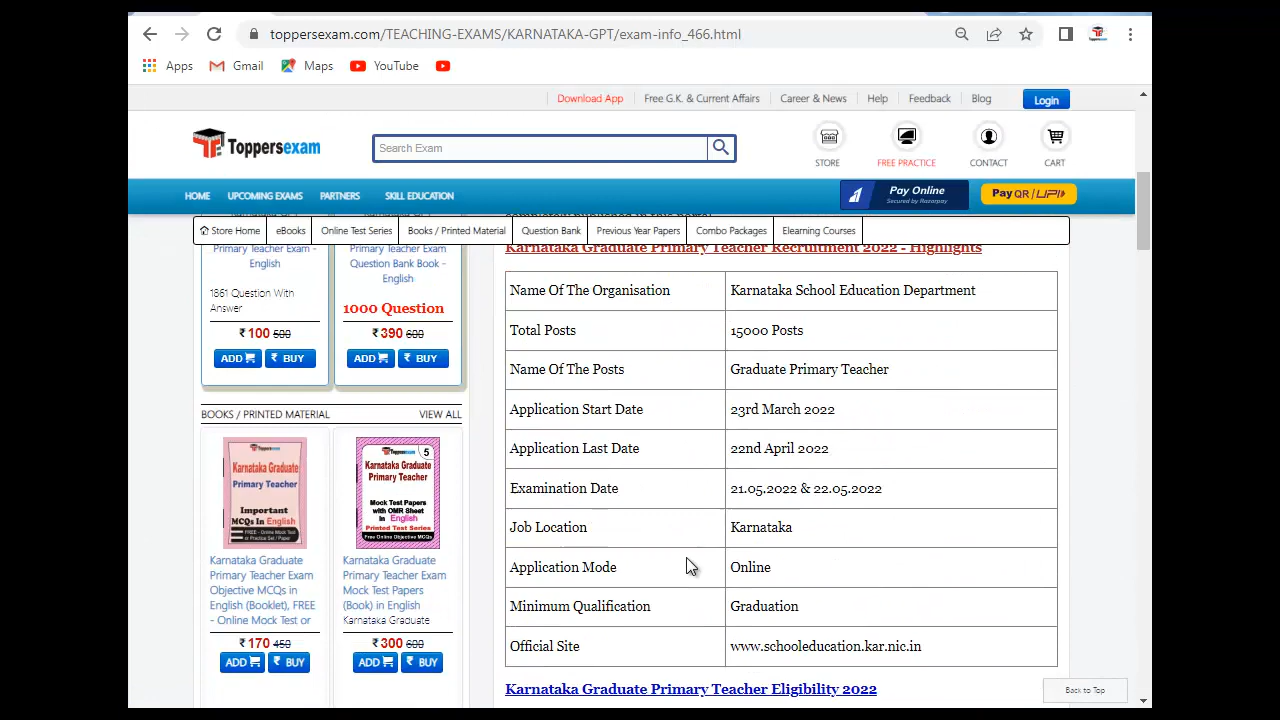 toppersexam.com/TEACHING-EXAMS/KARNATAKA-GPT/exam-info_466.html
Apps Gmail Maps YouTube
Download App Free G.K. & Current Affairs Career & News Help Feedback Blog Login
Toppersexam Search Exam STORE FREE PRACTICE CONTACT CART
HOME UPCOMING EXAMS PARTNERS SKILL EDUCATION Pay Online Secured by Razorpay Pay QR / UPI
Store Home eBooks Online Test Series Books / Printed Material Question Bank Previous Year Papers Combo Packages Elearning Courses
Primary Teacher Exam -
English
1861 Question With
Answer
₹ 100 500
ADD ₹ BUY
Primary Teacher Exam
Question Bank Book -
English
1000 Question
₹ 390 600
ADD ₹ BUY
BOOKS / PRINTED MATERIAL VIEW ALL
Toppersexam
Karnataka Graduate
Primary Teacher
Important
MCQs In English
FREE - Online Mock Test
or Practice Set / Paper
Karnataka Graduate
Primary Teacher Exam
Objective MCQs in
English (Booklet), FREE
- Online Mock Test or
₹ 170 450
ADD ₹ BUY
Toppersexam 5
Karnataka Graduate
Primary Teacher
Mock Test Papers
with OMR Sheet
in English
Printed Test Series
Free Online Objective MCQs
Karnataka Graduate
Primary Teacher Exam
Mock Test Papers
(Book) in English
Karnataka Graduate
₹ 300 600
ADD ₹ BUY
Karnataka Graduate Primary Teacher Recruitment 2022 - Highlights
Name Of The Organisation Karnataka School Education Department
Total Posts 15000 Posts
Name Of The Posts Graduate Primary Teacher
Application Start Date 23rd March 2022
Application Last Date 22nd April 2022
Examination Date 21.05.2022 & 22.05.2022
Job Location Karnataka
Application Mode Online
Minimum Qualification Graduation
Official Site www.schooleducation.kar.nic.in
Karnataka Graduate Primary Teacher Eligibility 2022
Back to Top